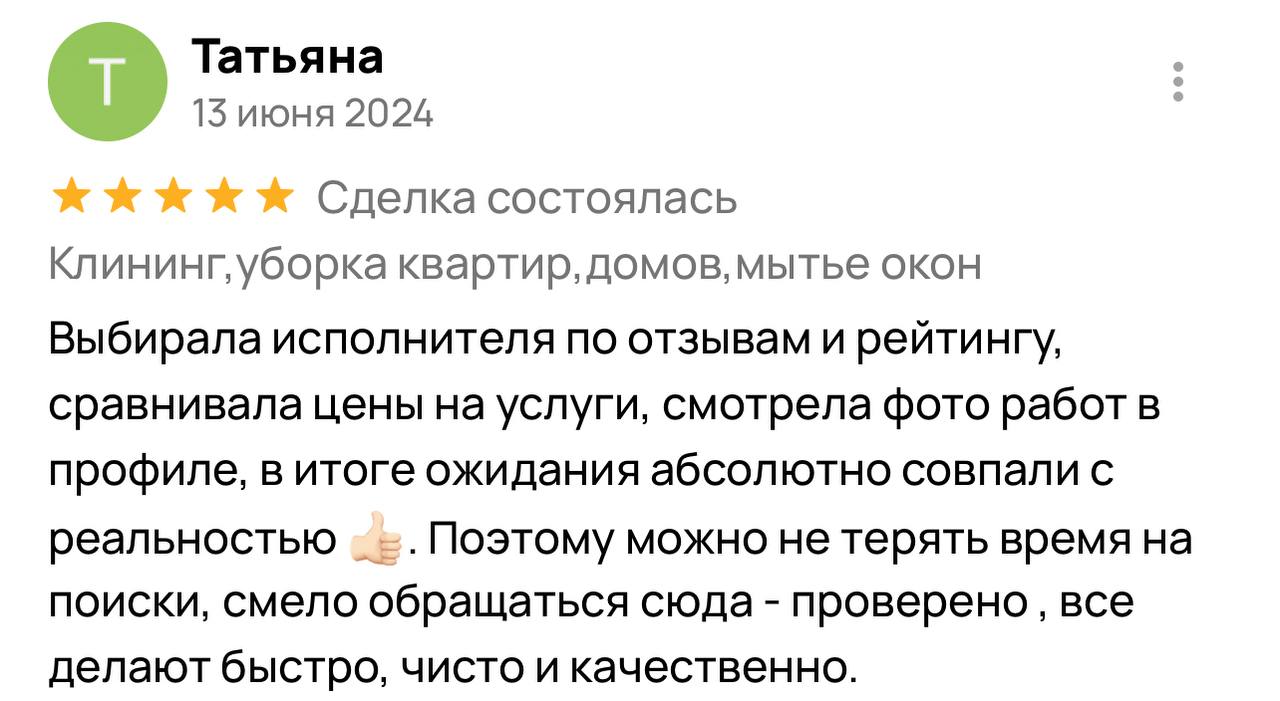 Т
Татьяна
13 июня 2024
Сделка состоялась
Клининг,уборка квартир,домов,мытье окон
Выбирала исполнителя по отзывам и рейтингу,
сравнивала цены на услуги, смотрела фото работ в
профиле, в итоге ожидания абсолютно совпали с
реальностью 👍🏻. Поэтому можно не терять время на
поиски, смело обращаться сюда - проверено , все
делают быстро, чисто и качественно.